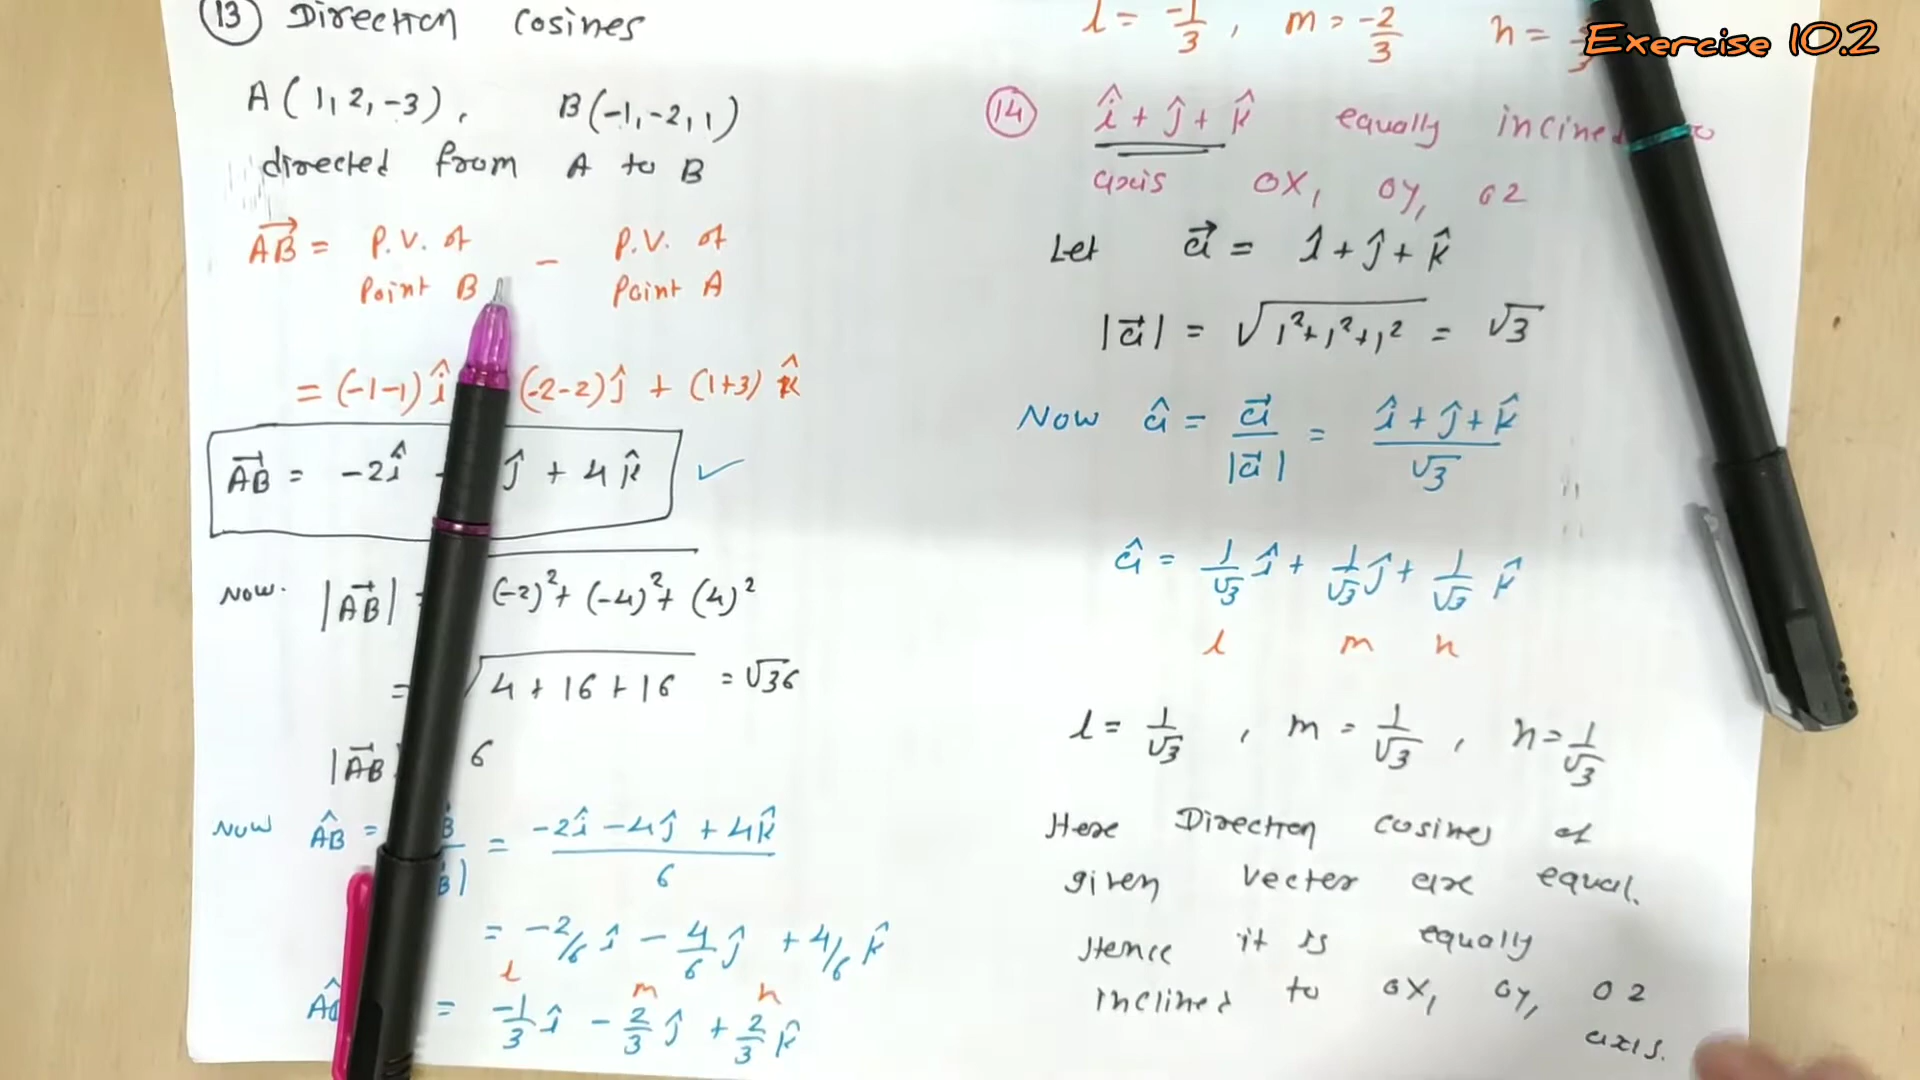 (13) Direction cosines
A(1, 2, -3), B(-1, -2, 1)
directed from A to B
AB⃗ = P.V. of Point B - P.V. of Point A
= (-1-1)î (-2-2)ĵ + (1+3)k̂
AB⃗ = -2î ĵ + 4k̂ ✓
Now. |AB⃗| (-2)² + (-4)² + (4)²
= √4 + 16 + 16 = √36
|AB⃗ 6
Now ÂB = = -2î - 4ĵ + 4k̂ / 6
= -2/6 î - 4/6 ĵ + 4/6 k̂
l m n
= -1/3 î - 2/3 ĵ + 2/3 k̂
l = -1/3, m = -2/3 n =
Exercise 10.2
(14) î + ĵ + k̂ equally incined
axis OX, OY, OZ
Let a⃗ = î + ĵ + k̂
|a⃗| = √1²+1²+1² = √3
Now â = a⃗/|a⃗| = î + ĵ + k̂ / √3
â = 1/√3 î + 1/√3 ĵ + 1/√3 k̂
l m n
l = 1/√3, m = 1/√3, n = 1/√3
Here Direction cosines of
given vector are equal.
Hence it is equally
inclined to OX, OY, OZ
axis.